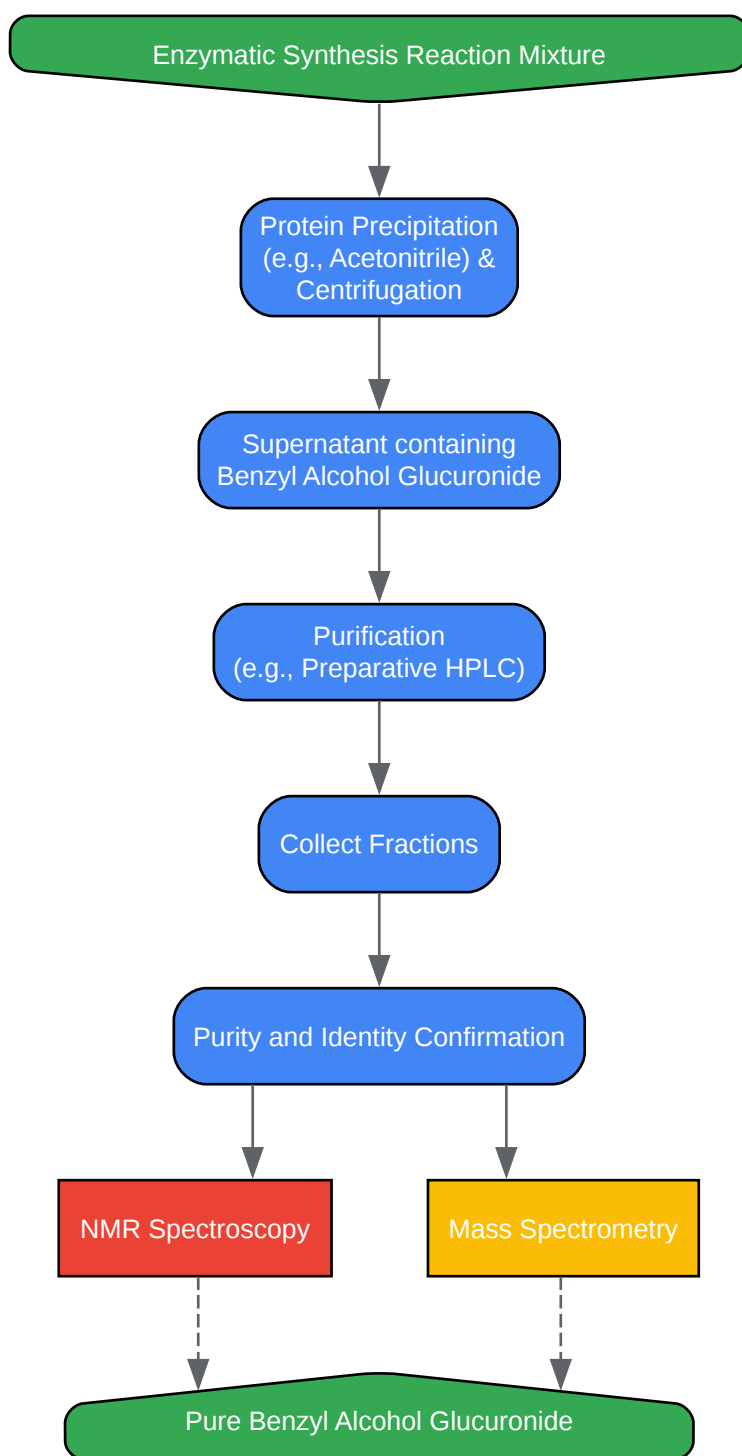 Enzymatic Synthesis Reaction Mixture
Protein Precipitation
(e.g., Acetonitrile) &
Centrifugation
Supernatant containing
Benzyl Alcohol Glucuronide
Purification
(e.g., Preparative HPLC)
Collect Fractions
Purity and Identity Confirmation
NMR Spectroscopy
Mass Spectrometry
Pure Benzyl Alcohol Glucuronide